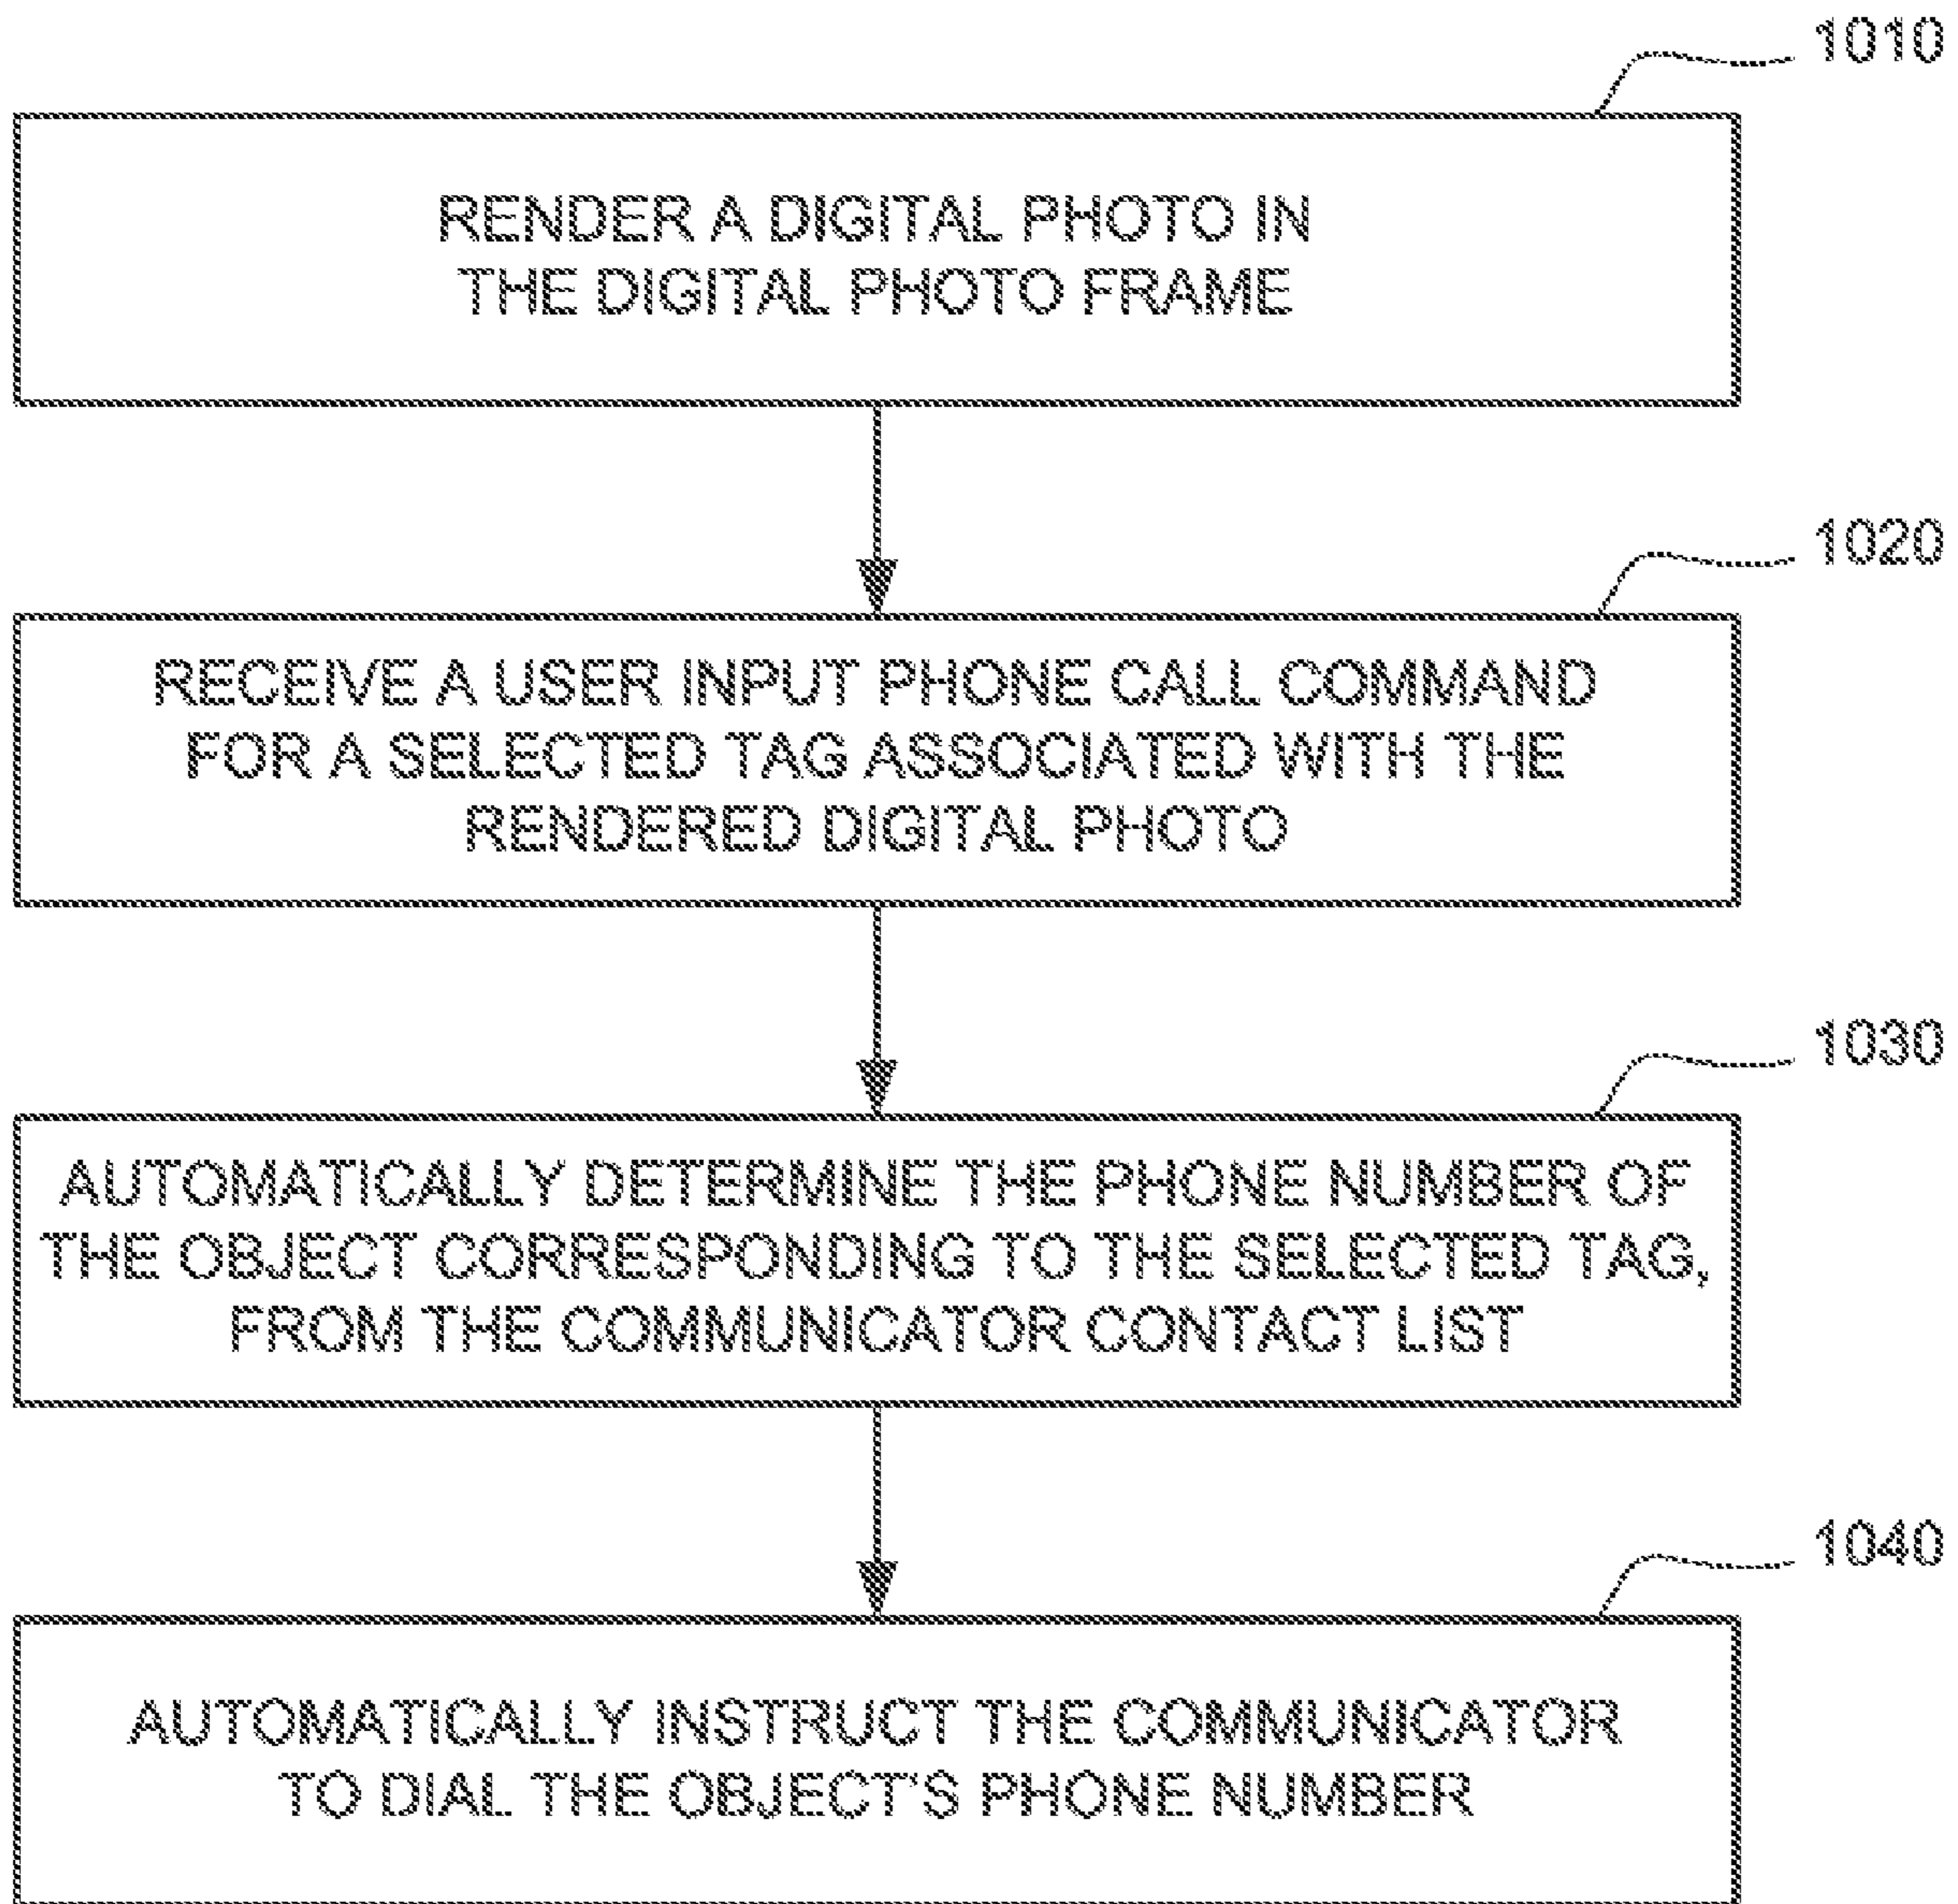 1010
RENDER A DIGITAL PHOTO IN
THE DIGITAL PHOTO FRAME
1020
RECEIVE A USER INPUT PHONE CALL COMMAND
FOR A SELECTED TAG ASSOCIATED WITH THE
RENDERED DIGITAL PHOTO
1030
AUTOMATICALLY DETERMINE THE PHONE NUMBER OF
THE OBJECT CORRESPONDING TO THE SELECTED TAG,
FROM THE COMMUNICATOR CONTACT LIST
1040
AUTOMATICALLY INSTRUCT THE COMMUNICATOR
TO DIAL THE OBJECT'S PHONE NUMBER